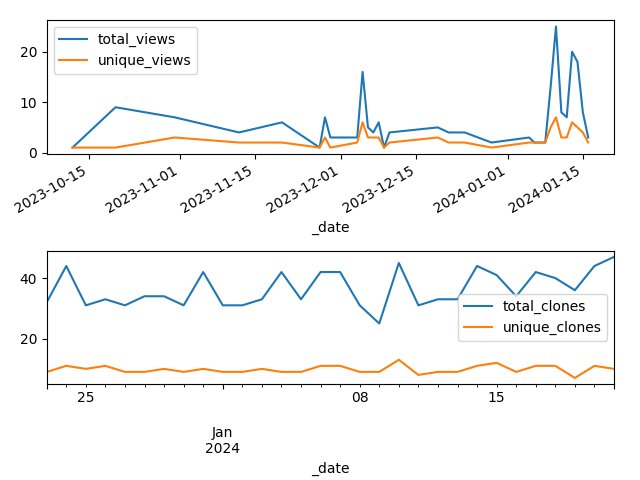 20
10
0
total_views
unique_views
2023-10-15
2023-11-01
2023-11-15
2023-12-01
2023-12-15
2024-01-01
2024-01-15
_date
40
20
total_clones
unique_clones
25
08
15
Jan
2024
_date